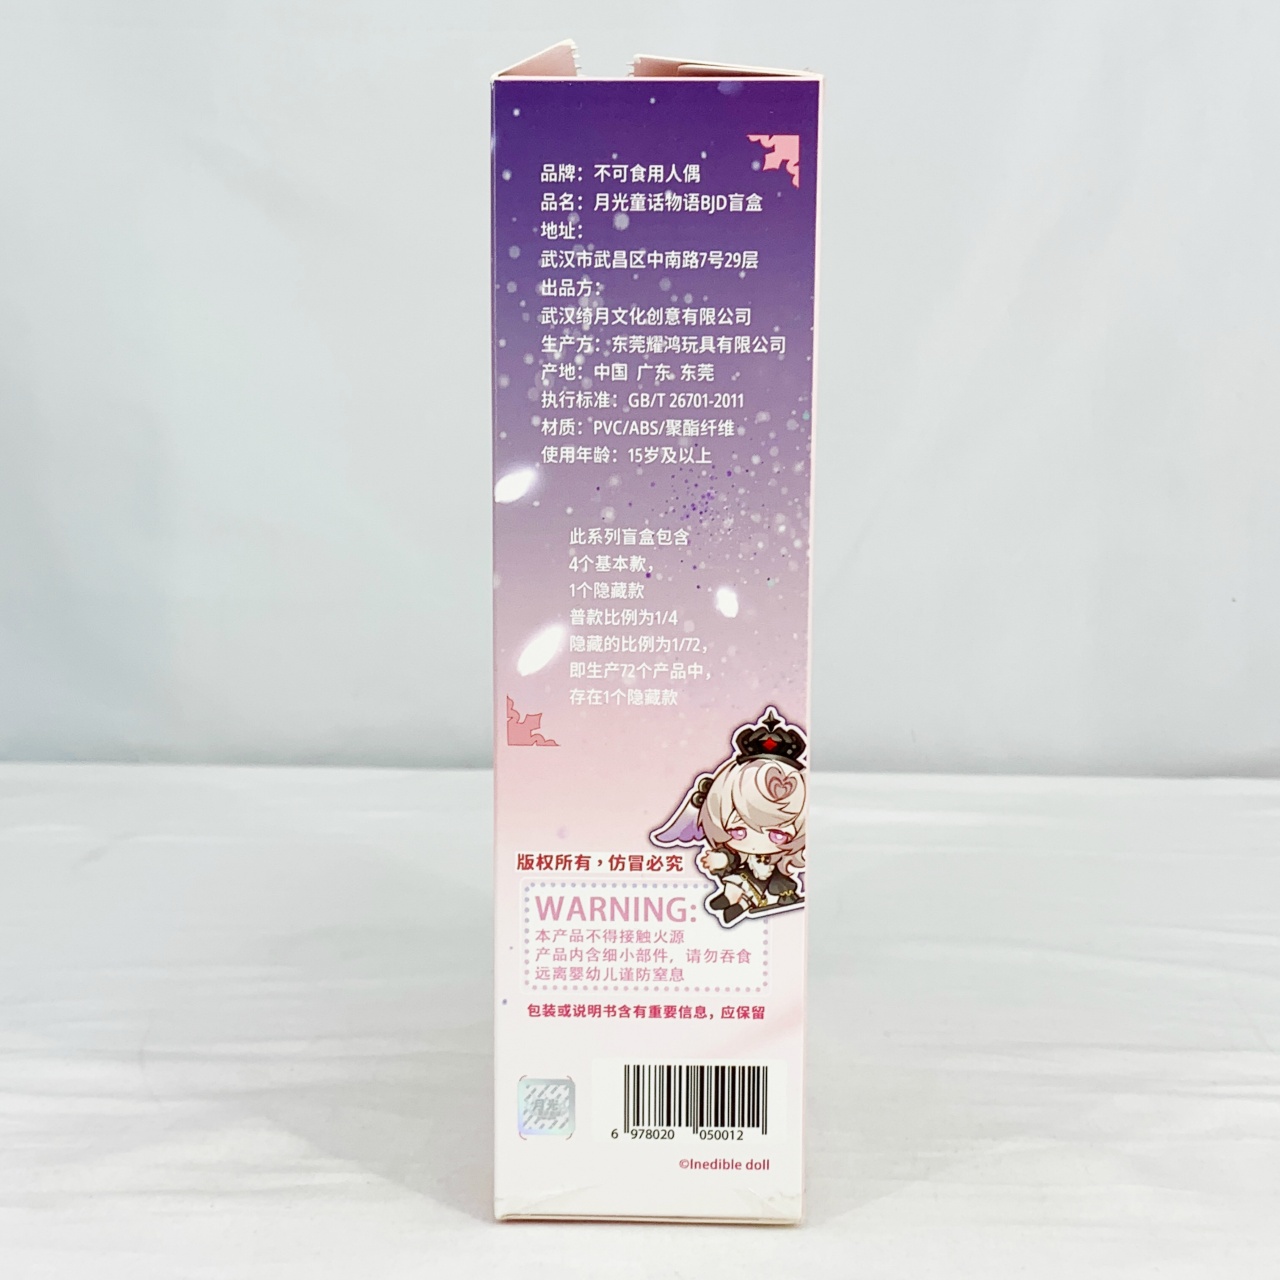 品牌：不可食用人偶
品名：月光童话物语BJD盲盒
地址：
武汉市武昌区中南路7号29层
出品方：
武汉绮月文化创意有限公司
生产方：东莞耀鸿玩具有限公司
产地：中国 广东 东莞
执行标准：GB/T 26701-2011
材质：PVC/ABS/聚酯纤维
使用年龄：15岁及以上
此系列盲盒包含
4个基本款，
1个隐藏款
普款比例为1/4
隐藏的比例为1/72，
即生产72个产品中，
存在1个隐藏款
版权所有，仿冒必究
WARNING:
本产品不得接触火源
产品内含细小部件，请勿吞食
远离婴幼儿谨防窒息
包装或说明书含有重要信息，应保留
月光
6 978020 050012
©Inedible doll